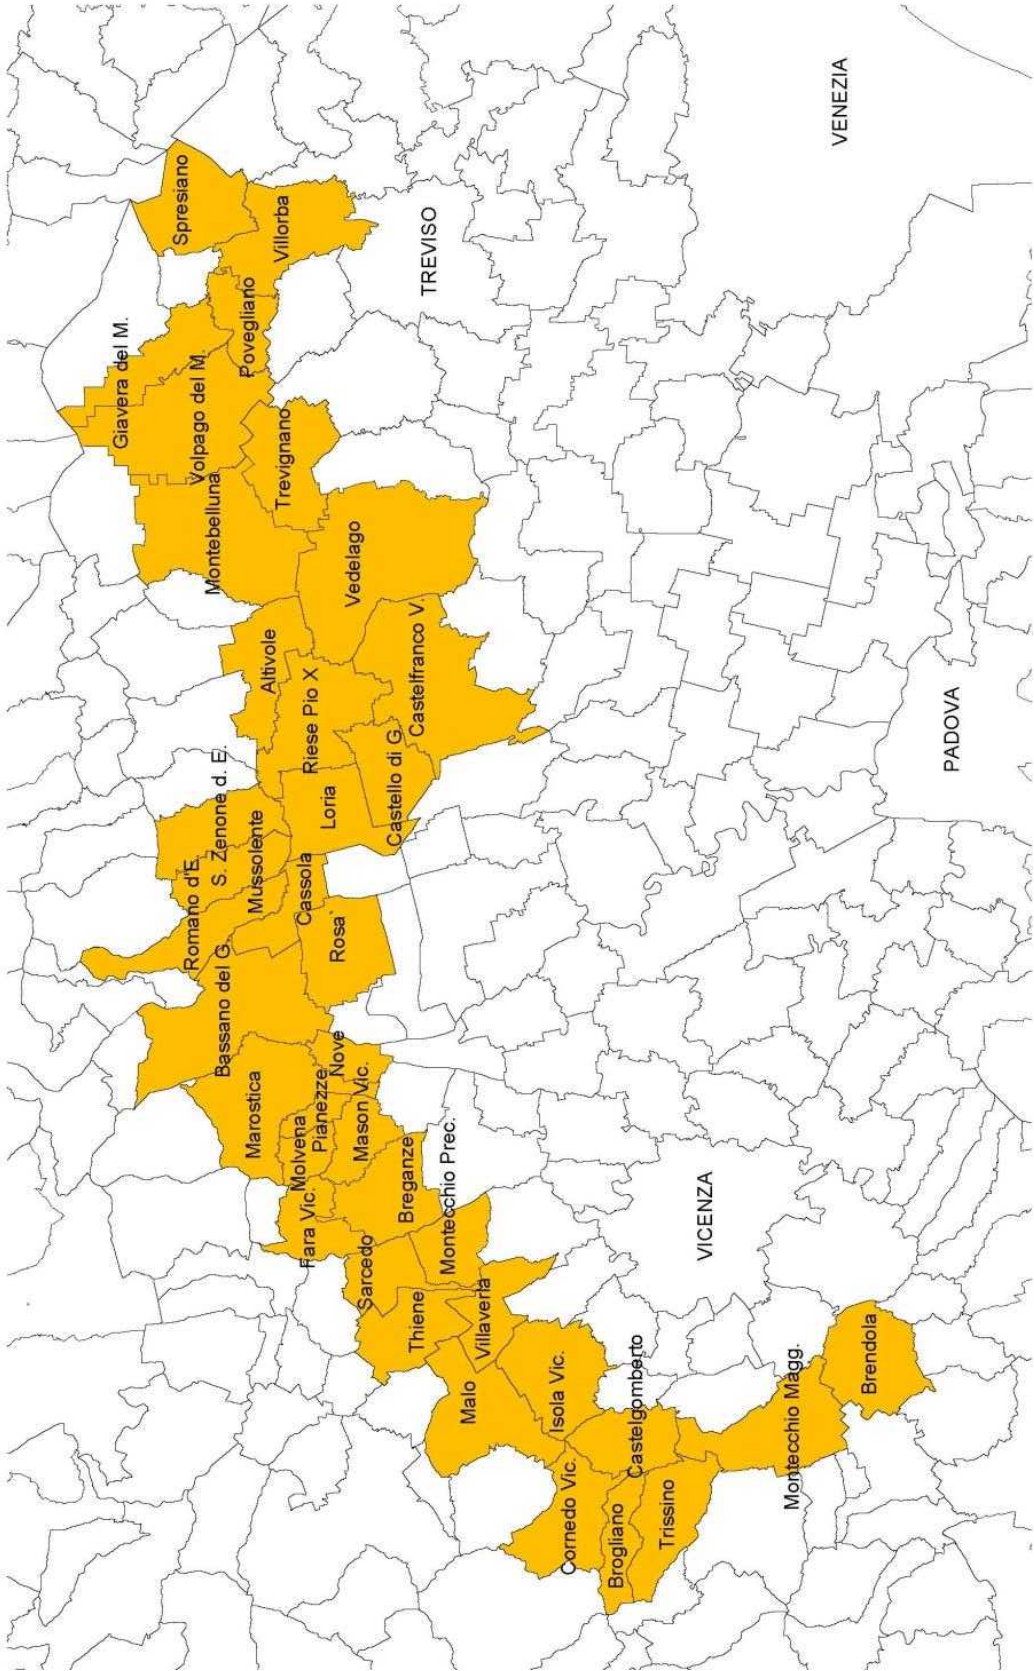 Spresiano
Villorba
Povegliano
Giavera del M.
Volpago del M.
Trevignano
Montebelluna
Vedelago
Altivole
Castelfranco V.
Riese Pio X
Castello di G.
Loria
S. Zenone d. E.
Mussolente
Romano d'E.
Cassola
Rosa`
Bassano del G.
Nove
Marostica
Pianezze
Molvena
Mason Vic.
Fara Vic.
Breganze
Montecchio Prec.
Sarcedo
Thiene
Villaverla
Malo
Isola Vic.
Castelgomberto
Cornedo Vic.
Brogliano
Trissino
Montecchio Magg.
Brendola
VENEZIA
TREVISO
PADOVA
VICENZA